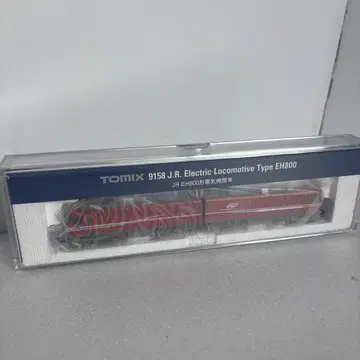 TOMIX 9158 J.R. Electric Locomotive Type EH800
JR EH800形電気機関車